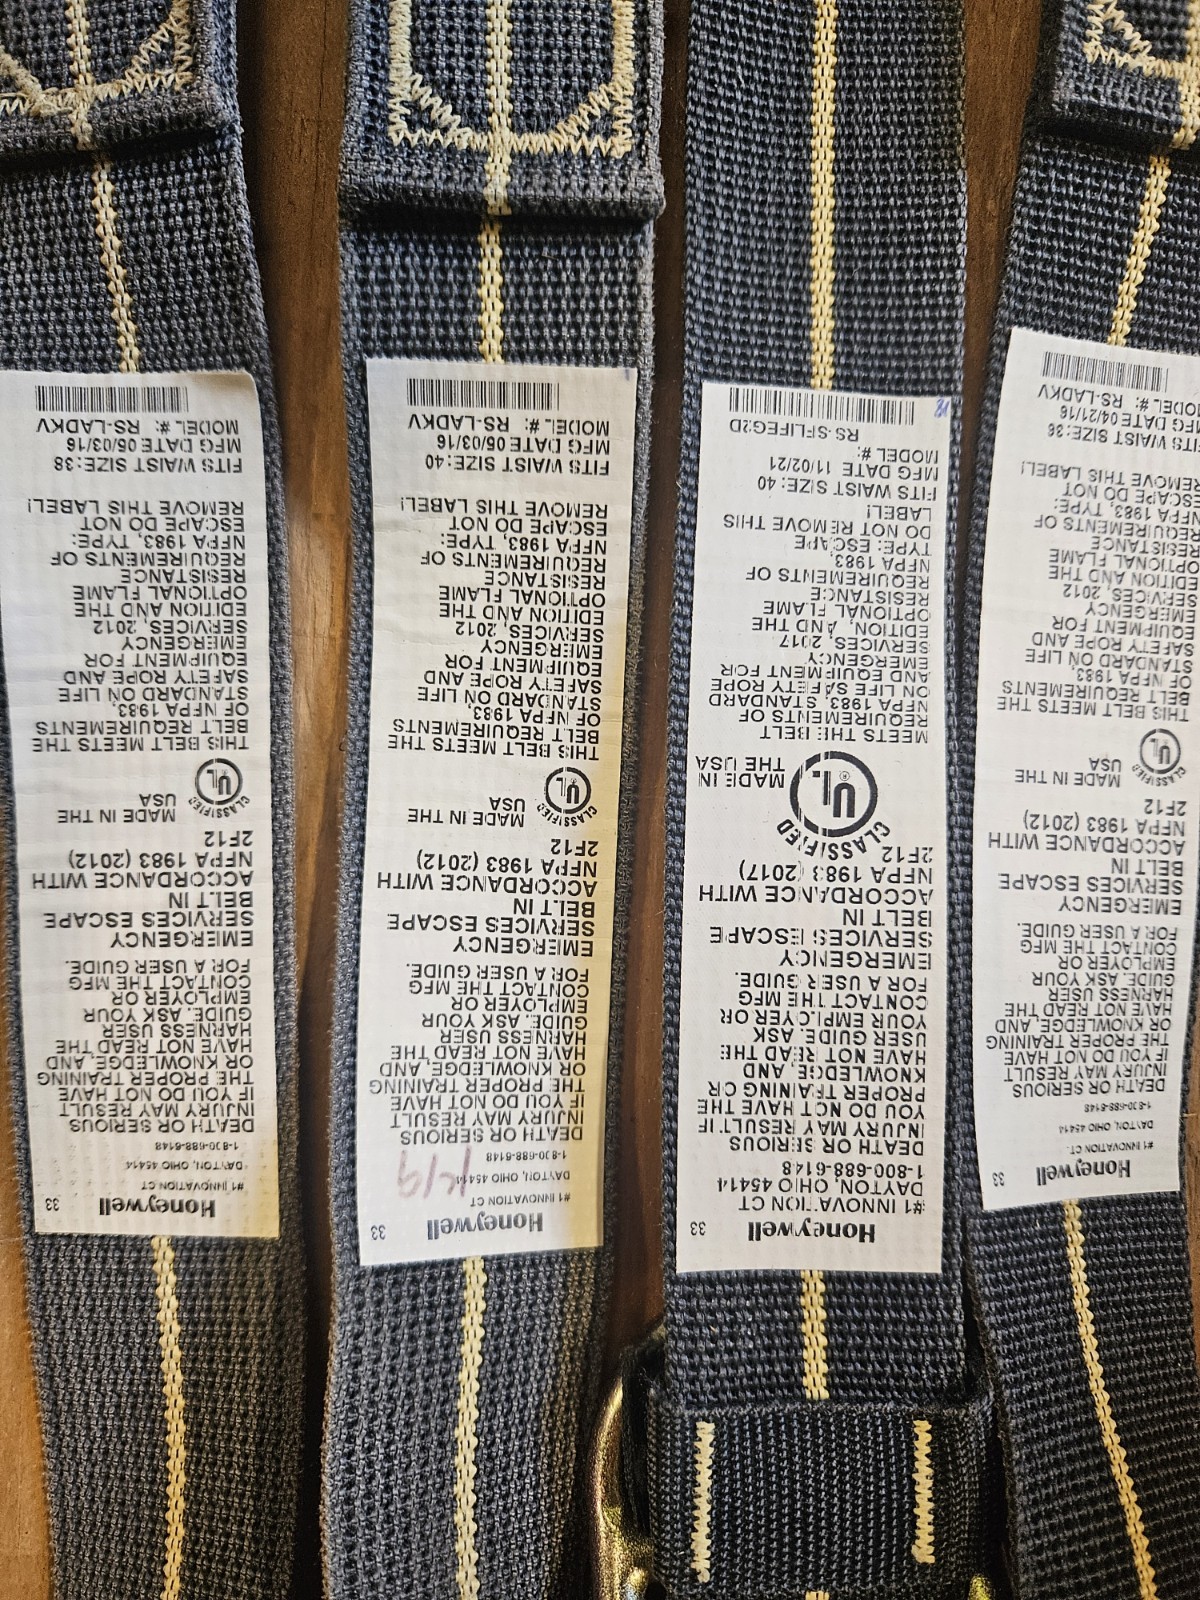 Honeywell 33
#1 INNOVATION CT.
DAYTON, OHIO 45414
1-800-688-6148
DEATH OR SERIOUS
INJURY MAY RESULT
IF YOU DO NOT HAVE
THE PROPER TRAINING
OR KNOWLEDGE, AND
HAVE NOT READ THE
HARNESS USER
GUIDE. ASK YOUR
EMPLOYER OR
CONTACT THE MFG
FOR A USER GUIDE.
EMERGENCY
SERVICES ESCAPE
BELT IN
ACCORDANCE WITH
NFPA 1983 (2012)
2F12
CLASSIFIED
UL
MADE IN THE
USA
THIS BELT MEETS THE
BELT REQUIREMENTS
OF NFPA 1983,
STANDARD ON LIFE
SAFETY ROPE AND
EQUIPMENT FOR
EMERGENCY
SERVICES, 2012
EDITION AND THE
OPTIONAL FLAME
RESISTANCE
REQUIREMENTS OF
NFPA 1983, TYPE:
ESCAPE DO NOT
REMOVE THIS LABEL!
FITS WAIST SIZE:36
MFG DATE 04/21/16
MODEL #: RS-LADKV
Honeywell 33
#1 INNOVATION CT
DAYTON, OHIO 45414
1-800-688-6148
DEATH OR SERIOUS
INJURY MAY RESULT IF
YOU DO NOT HAVE THE
PROPER TRAINING OR
KNOWLEDGE, AND
HAVE NOT READ THE
USER GUIDE. ASK
YOUR EMPLOYER OR
CONTACT THE MFG
FOR A USER GUIDE.
EMERGENCY
SERVICES ESCAPE
BELT IN
ACCORDANCE WITH
NFPA 1983 (2017)
2F12
CLASSIFIED
UL
®
MADE IN
THE USA
MEETS THE BELT
REQUIREMENTS OF
NFPA 1983, STANDARD
ON LIFE SAFETY ROPE
AND EQUIPMENT FOR
EMERGENCY
SERVICES, 2017
EDITION, AND, THE
OPTIONAL FLAME
RESISTANCE
REQUIREMENTS OF
NFPA 1983,
TYPE: ESCAPE
DO NOT REMOVE THIS
LABEL!
FITS WAIST SIZE:40
MFG DATE 11/02/21
MODEL #:
RS-SFLIFEG2D
Honeywell 33
#1 INNOVATION CT
DAYTON, OHIO 45414
1-800-688-6148
DEATH OR SERIOUS
INJURY MAY RESULT
IF YOU DO NOT HAVE
THE PROPER TRAINING
OR KNOWLEDGE, AND
HAVE NOT READ THE
HARNESS USER
GUIDE. ASK YOUR
EMPLOYER OR
CONTACT THE MFG
FOR A USER GUIDE.
EMERGENCY
SERVICES ESCAPE
BELT IN
ACCORDANCE WITH
NFPA 1983 (2012)
2F12
CLASSIFIED
UL
MADE IN THE
USA
THIS BELT MEETS THE
BELT REQUIREMENTS
OF NFPA 1983,
STANDARD ON LIFE
SAFETY ROPE AND
EQUIPMENT FOR
EMERGENCY
SERVICES, 2012
EDITION AND THE
OPTIONAL FLAME
RESISTANCE
REQUIREMENTS OF
NFPA 1983, TYPE:
ESCAPE DO NOT
REMOVE THIS LABEL!
FITS WAIST SIZE:40
MFG DATE 05/03/16
MODEL #: RS-LADKV
Honeywell 33
#1 INNOVATION CT.
DAYTON, OHIO 45414
1-800-688-6148
DEATH OR SERIOUS
INJURY MAY RESULT
IF YOU DO NOT HAVE
THE PROPER TRAINING
OR KNOWLEDGE, AND
HAVE NOT READ THE
HARNESS USER
GUIDE. ASK YOUR
EMPLOYER OR
CONTACT THE MFG
FOR A USER GUIDE.
EMERGENCY
SERVICES ESCAPE
BELT IN
ACCORDANCE WITH
NFPA 1983 (2012)
2F12
CLASSIFIED
UL
MADE IN THE
USA
THIS BELT MEETS THE
BELT REQUIREMENTS
OF NFPA 1983,
STANDARD ON LIFE
SAFETY ROPE AND
EQUIPMENT FOR
EMERGENCY
SERVICES, 2012
EDITION AND THE
OPTIONAL FLAME
RESISTANCE
REQUIREMENTS OF
NFPA 1983, TYPE:
ESCAPE DO NOT
REMOVE THIS LABEL!
FITS WAIST SIZE:38
MFG DATE 05/03/16
MODEL #: RS-LADKV